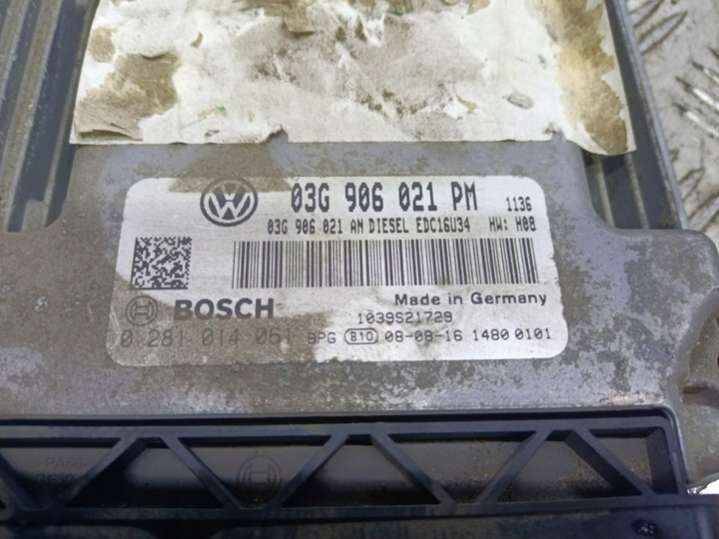 03G 906 021 PM 1136
03G 906 021 AN DIESEL EDC16U34 HW: H08
BOSCH
Made in Germany
1039S21729
0 281 014 061 BPG 810 08-08-16 1480 0101